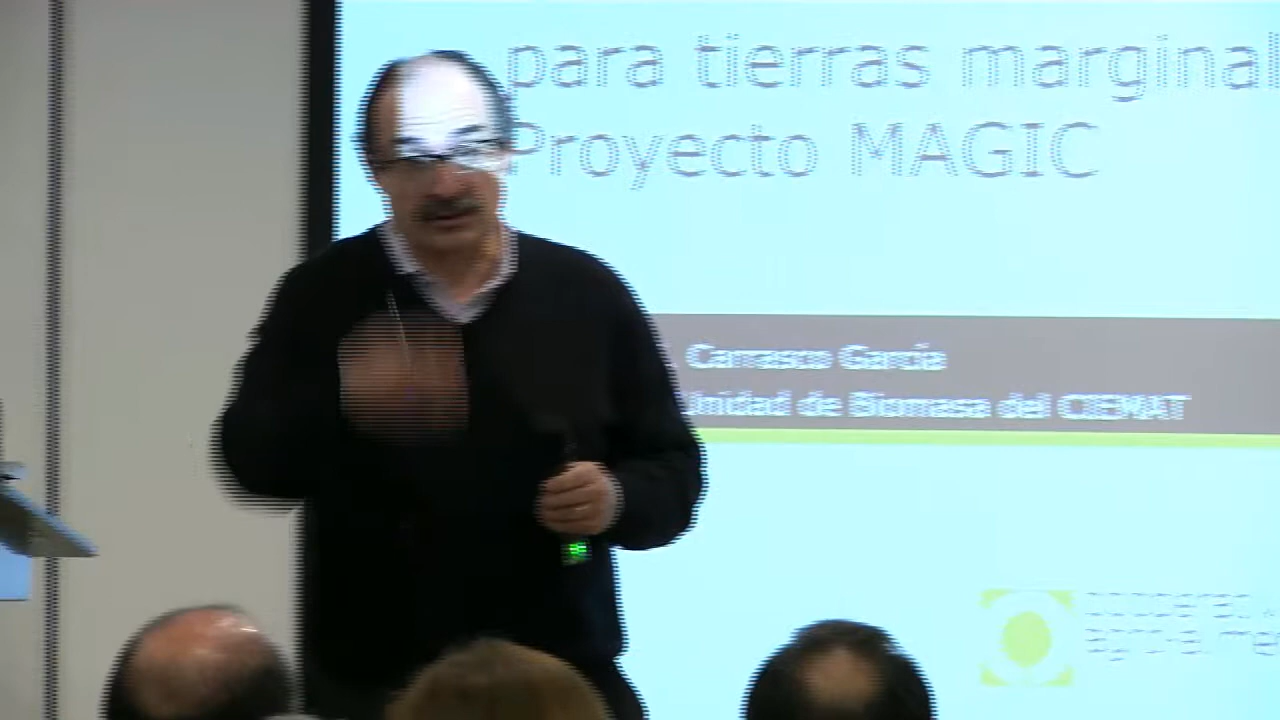 para tierras marginal
Proyecto MAGIC
Carrasco García
Unidad de Biomasa del CIEMAT